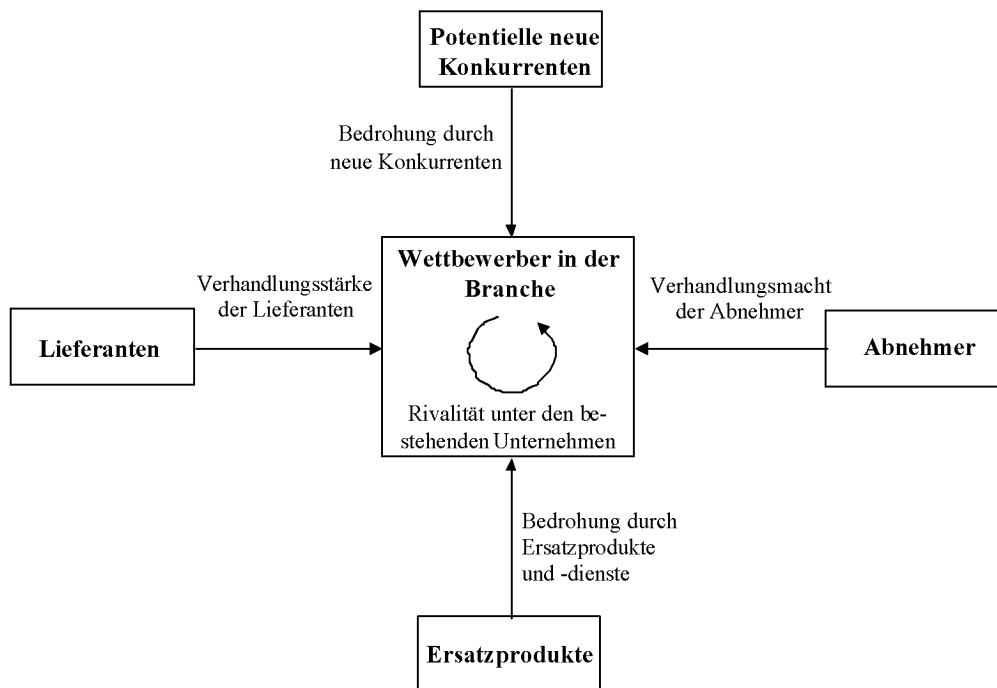 Potentielle neue
Konkurrenten
Bedrohung durch
neue Konkurrenten
Wettbewerber in der
Branche
Verhandlungsstärke
der Lieferanten
Verhandlungsmacht
der Abnehmer
Lieferanten
Abnehmer
Rivalität unter den be-
stehenden Unternehmen
Bedrohung durch
Ersatzprodukte
und -dienste
Ersatzprodukte